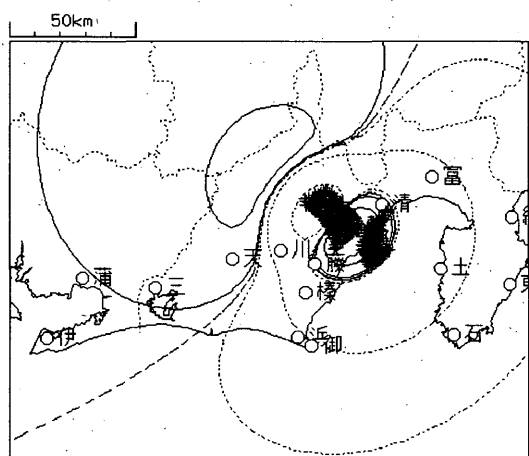 50km
富
清
川
天
藤
土
蒲
三
榛
伊
浜
御
石